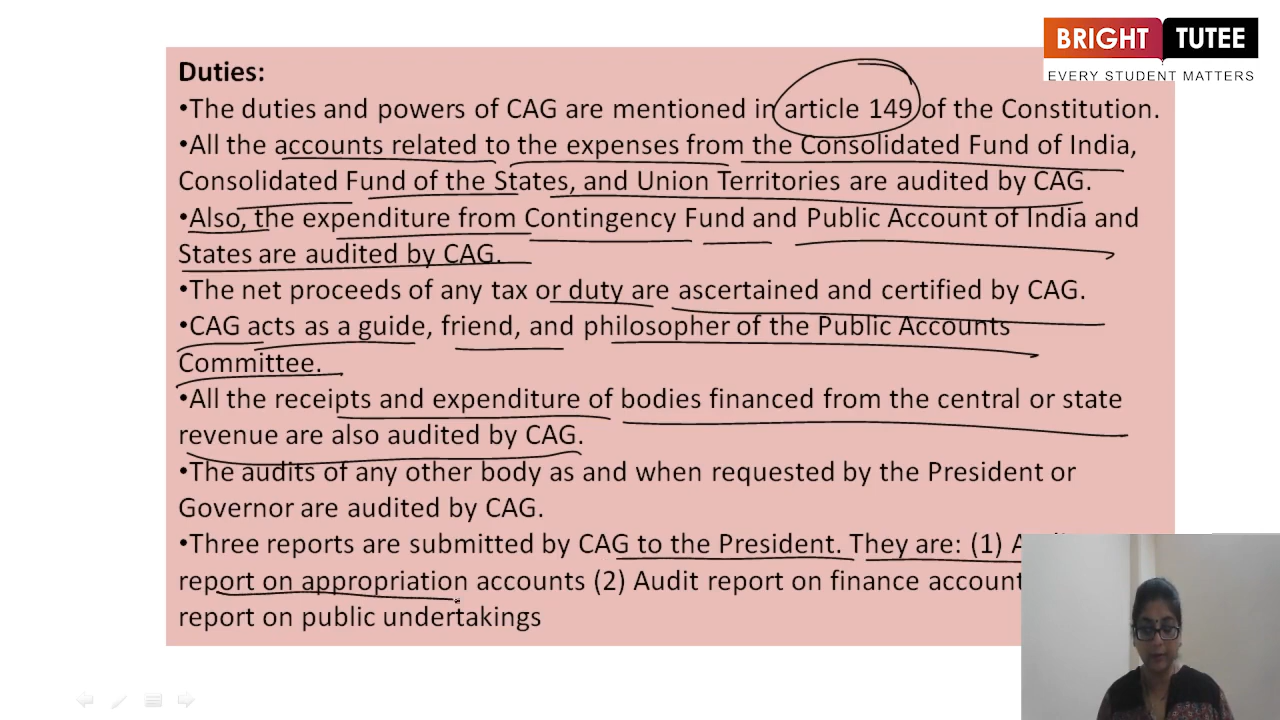 BRIGHT TUTEE
EVERY STUDENT MATTERS
Duties:
•The duties and powers of CAG are mentioned in article 149 of the Constitution.
•All the accounts related to the expenses from the Consolidated Fund of India,
Consolidated Fund of the States, and Union Territories are audited by CAG.
•Also, the expenditure from Contingency Fund and Public Account of India and
States are audited by CAG.
•The net proceeds of any tax or duty are ascertained and certified by CAG.
•CAG acts as a guide, friend, and philosopher of the Public Accounts
Committee.
•All the receipts and expenditure of bodies financed from the central or state
revenue are also audited by CAG.
•The audits of any other body as and when requested by the President or
Governor are audited by CAG.
•Three reports are submitted by CAG to the President. They are: (1)
report on appropriation accounts (2) Audit report on finance
report on public undertakings